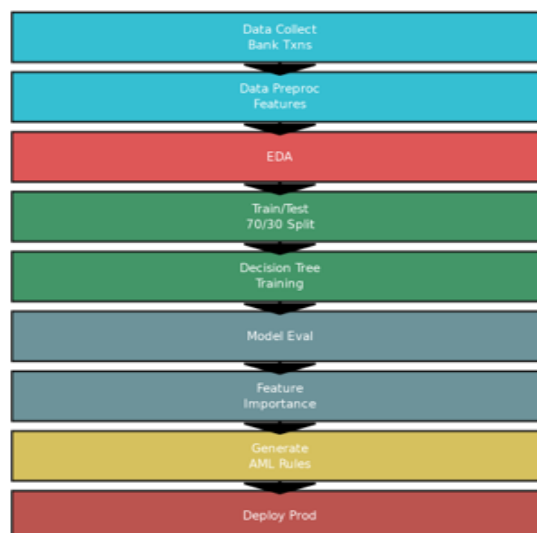 Data Collect
Bank Txns
Data Preproc
Features
EDA
Train/Test
70/30 Split
Decision Tree
Training
Model Eval
Feature
Importance
Generate
AML Rules
Deploy Prod